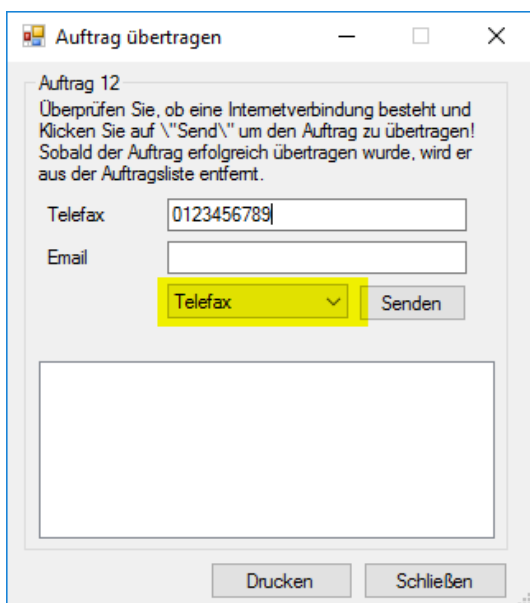 Auftrag übertragen
Auftrag 12
Überprüfen Sie, ob eine Internetverbindung besteht und
Klicken Sie auf \"Send\" um den Auftrag zu übertragen!
Sobald der Auftrag erfolgreich übertragen wurde, wird er
aus der Auftragsliste entfernt.
Telefax 0123456789
Email
Telefax Senden
Drucken Schließen